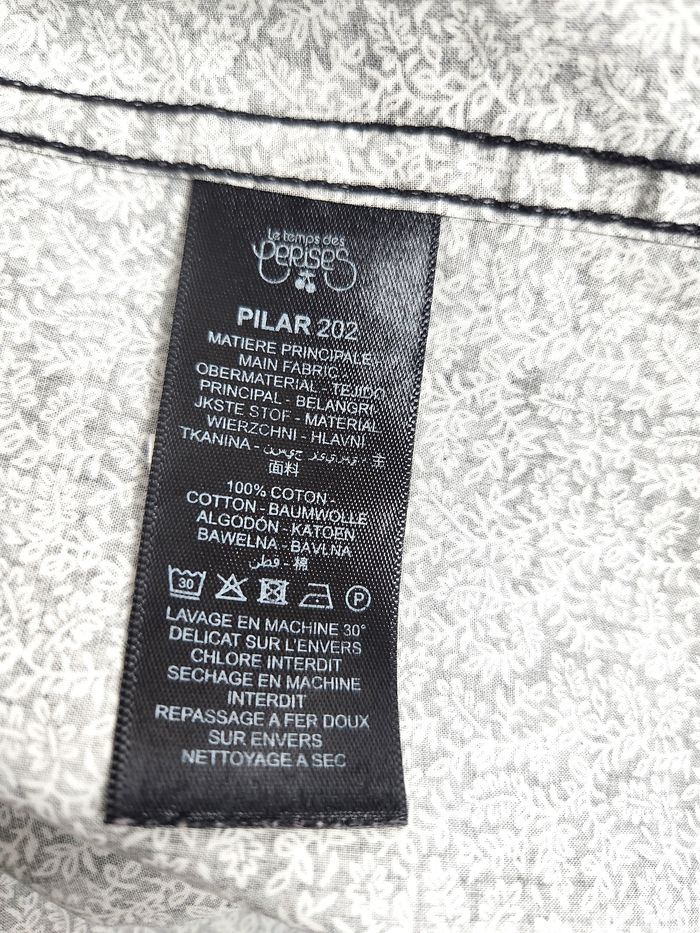 Le temps des
cerises
PILAR 202
MATIERE PRINCIPALE
MAIN FABRIC -
OBERMATERIAL - TEJIDO
PRINCIPAL - BELANGRI
JKSTE STOF - MATERIAL
WIERZCHNI - HLAVNI
TKANINA - 主
面料
100% COTON -
COTTON - BAUMWOLLE
ALGODÓN - KATOEN
BAWELNA - BAVLNA
قطن - 棉
30 P
LAVAGE EN MACHINE 30°
DELICAT SUR L'ENVERS
CHLORE INTERDIT
SECHAGE EN MACHINE
INTERDIT
REPASSAGE A FER DOUX
SUR ENVERS
NETTOYAGE A SEC